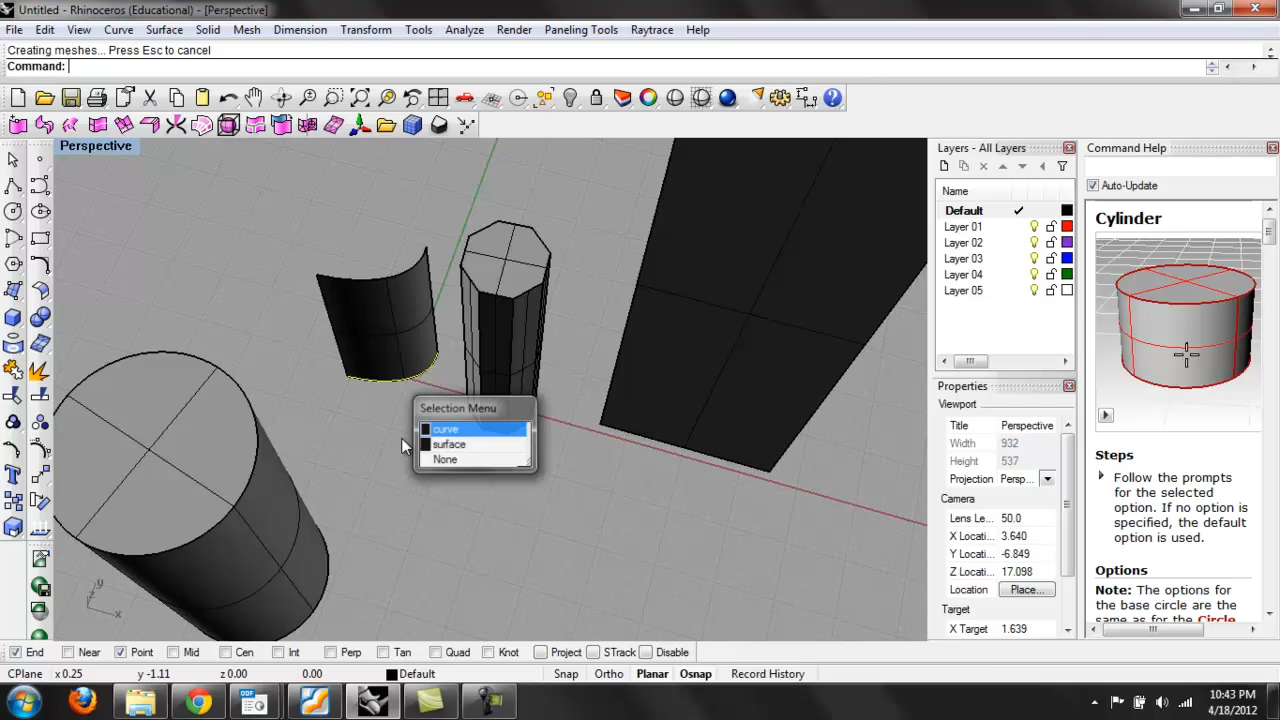 Untitled - Rhinoceros (Educational) - [Perspective]
File Edit View Curve Surface Solid Mesh Dimension Transform Tools Analyze Render Paneling Tools Raytrace Help
Creating meshes... Press Esc to cancel
Command:
Perspective
Layers - All Layers
Name
Default
Layer 01
Layer 02
Layer 03
Layer 04
Layer 05
Properties
Viewport
Title Perspective
Width 932
Height 537
Projection Persp...
Camera
Lens Le... 50.0
X Locati... 3.640
Y Locati... -6.849
Z Locati... 17.098
Location Place...
Target
X Target 1.639
Command Help
Auto-Update
Cylinder
Steps
Follow the prompts
for the selected
option. If no option
is specified, the
default option
is used.
Options
Note: The options
for the base circle are the
same as for the Circle
Selection Menu
curve
surface
None
y
x
End Near Point Mid Cen Int Perp Tan Quad Knot Project STrack Disable
CPlane x 0.25 y -1.11 z 0.00 0.00 Default Snap Ortho Planar Osnap Record History
ODF
10:43 PM
4/18/2012